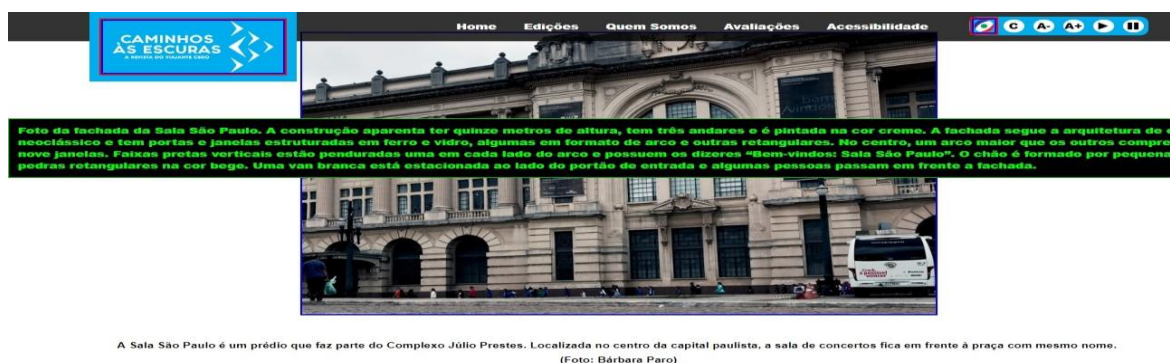 Home Edições Quem Somos Avaliações Acessibilidade C A- A+
CAMINHOS
ÀS ESCURAS
A REVISTA DO VIAJANTE CEGO
bem
Vindos
Foto da fachada da Sala São Paulo. A construção aparenta ter quinze metros de altura, tem três andares e é pintada na cor creme. A fachada segue a arquitetura de
neoclássico e tem portas e janelas estruturadas em ferro e vidro, algumas em formato de arco e outras retangulares. No centro, um arco maior que os outros compre
nove janelas. Faixas pretas verticais estão penduradas uma em cada lado do arco e possuem os dizeres “Bem-vindos: Sala São Paulo”. O chão é formado por pequena
pedras retangulares na cor bege. Uma van branca está estacionada ao lado do portão de entrada e algumas pessoas passam em frente a fachada.
A Sala São Paulo é um prédio que faz parte do Complexo Júlio Prestes. Localizada no centro da capital paulista, a sala de concertos fica em frente à praça com mesmo nome.
(Foto: Bárbara Paro)